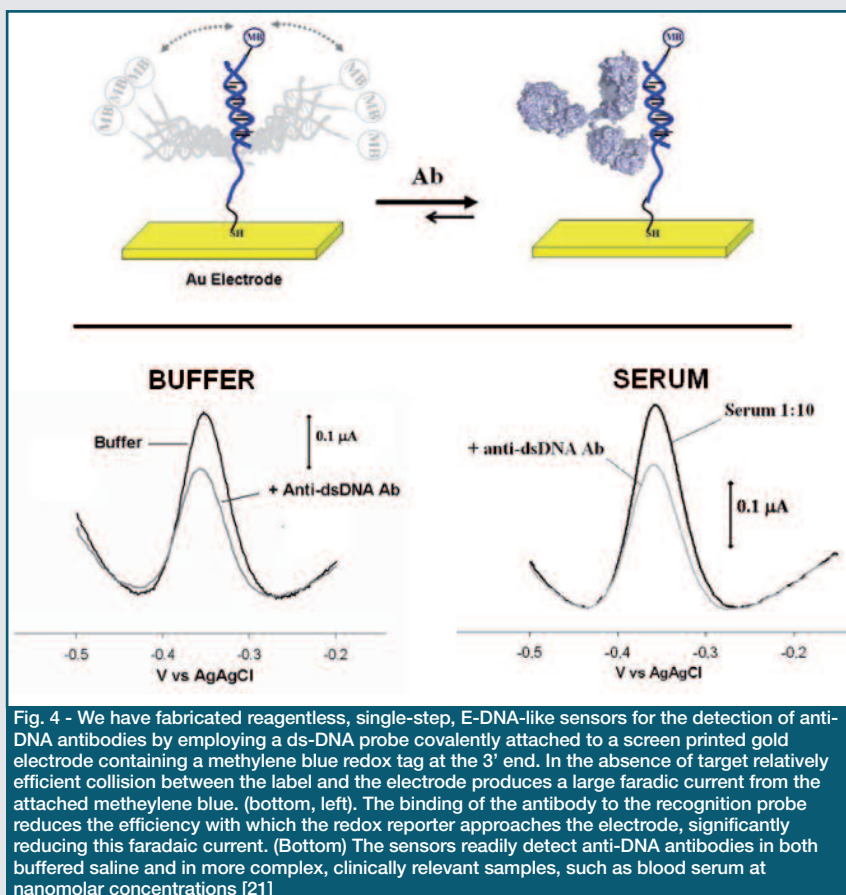 MB
MB
MB
MB
MB
MB
MB
MB
Ab
SH
SH
Au Electrode
BUFFER
SERUM
Buffer
0.1 µA
+ Anti-dsDNA Ab
Serum 1:10
+ anti-dsDNA Ab
0.1 µA
-0.5 -0.4 -0.3 -0.2
V vs AgAgCl
-0,5 -0,4 -0,3 -0,2
V vs AgAgCl
Fig. 4 - We have fabricated reagentless, single-step, E-DNA-like sensors for the detection of anti-
DNA antibodies by employing a ds-DNA probe covalently attached to a screen printed gold
electrode containing a methylene blue redox tag at the 3’ end. In the absence of target relatively
efficient collision between the label and the electrode produces a large faradic current from the
attached metheylene blue. (bottom, left). The binding of the antibody to the recognition probe
reduces the efficiency with which the redox reporter approaches the electrode, significantly
reducing this faradaic current. (Bottom) The sensors readily detect anti-DNA antibodies in both
buffered saline and in more complex, clinically relevant samples, such as blood serum at
nanomolar concentrations [21]